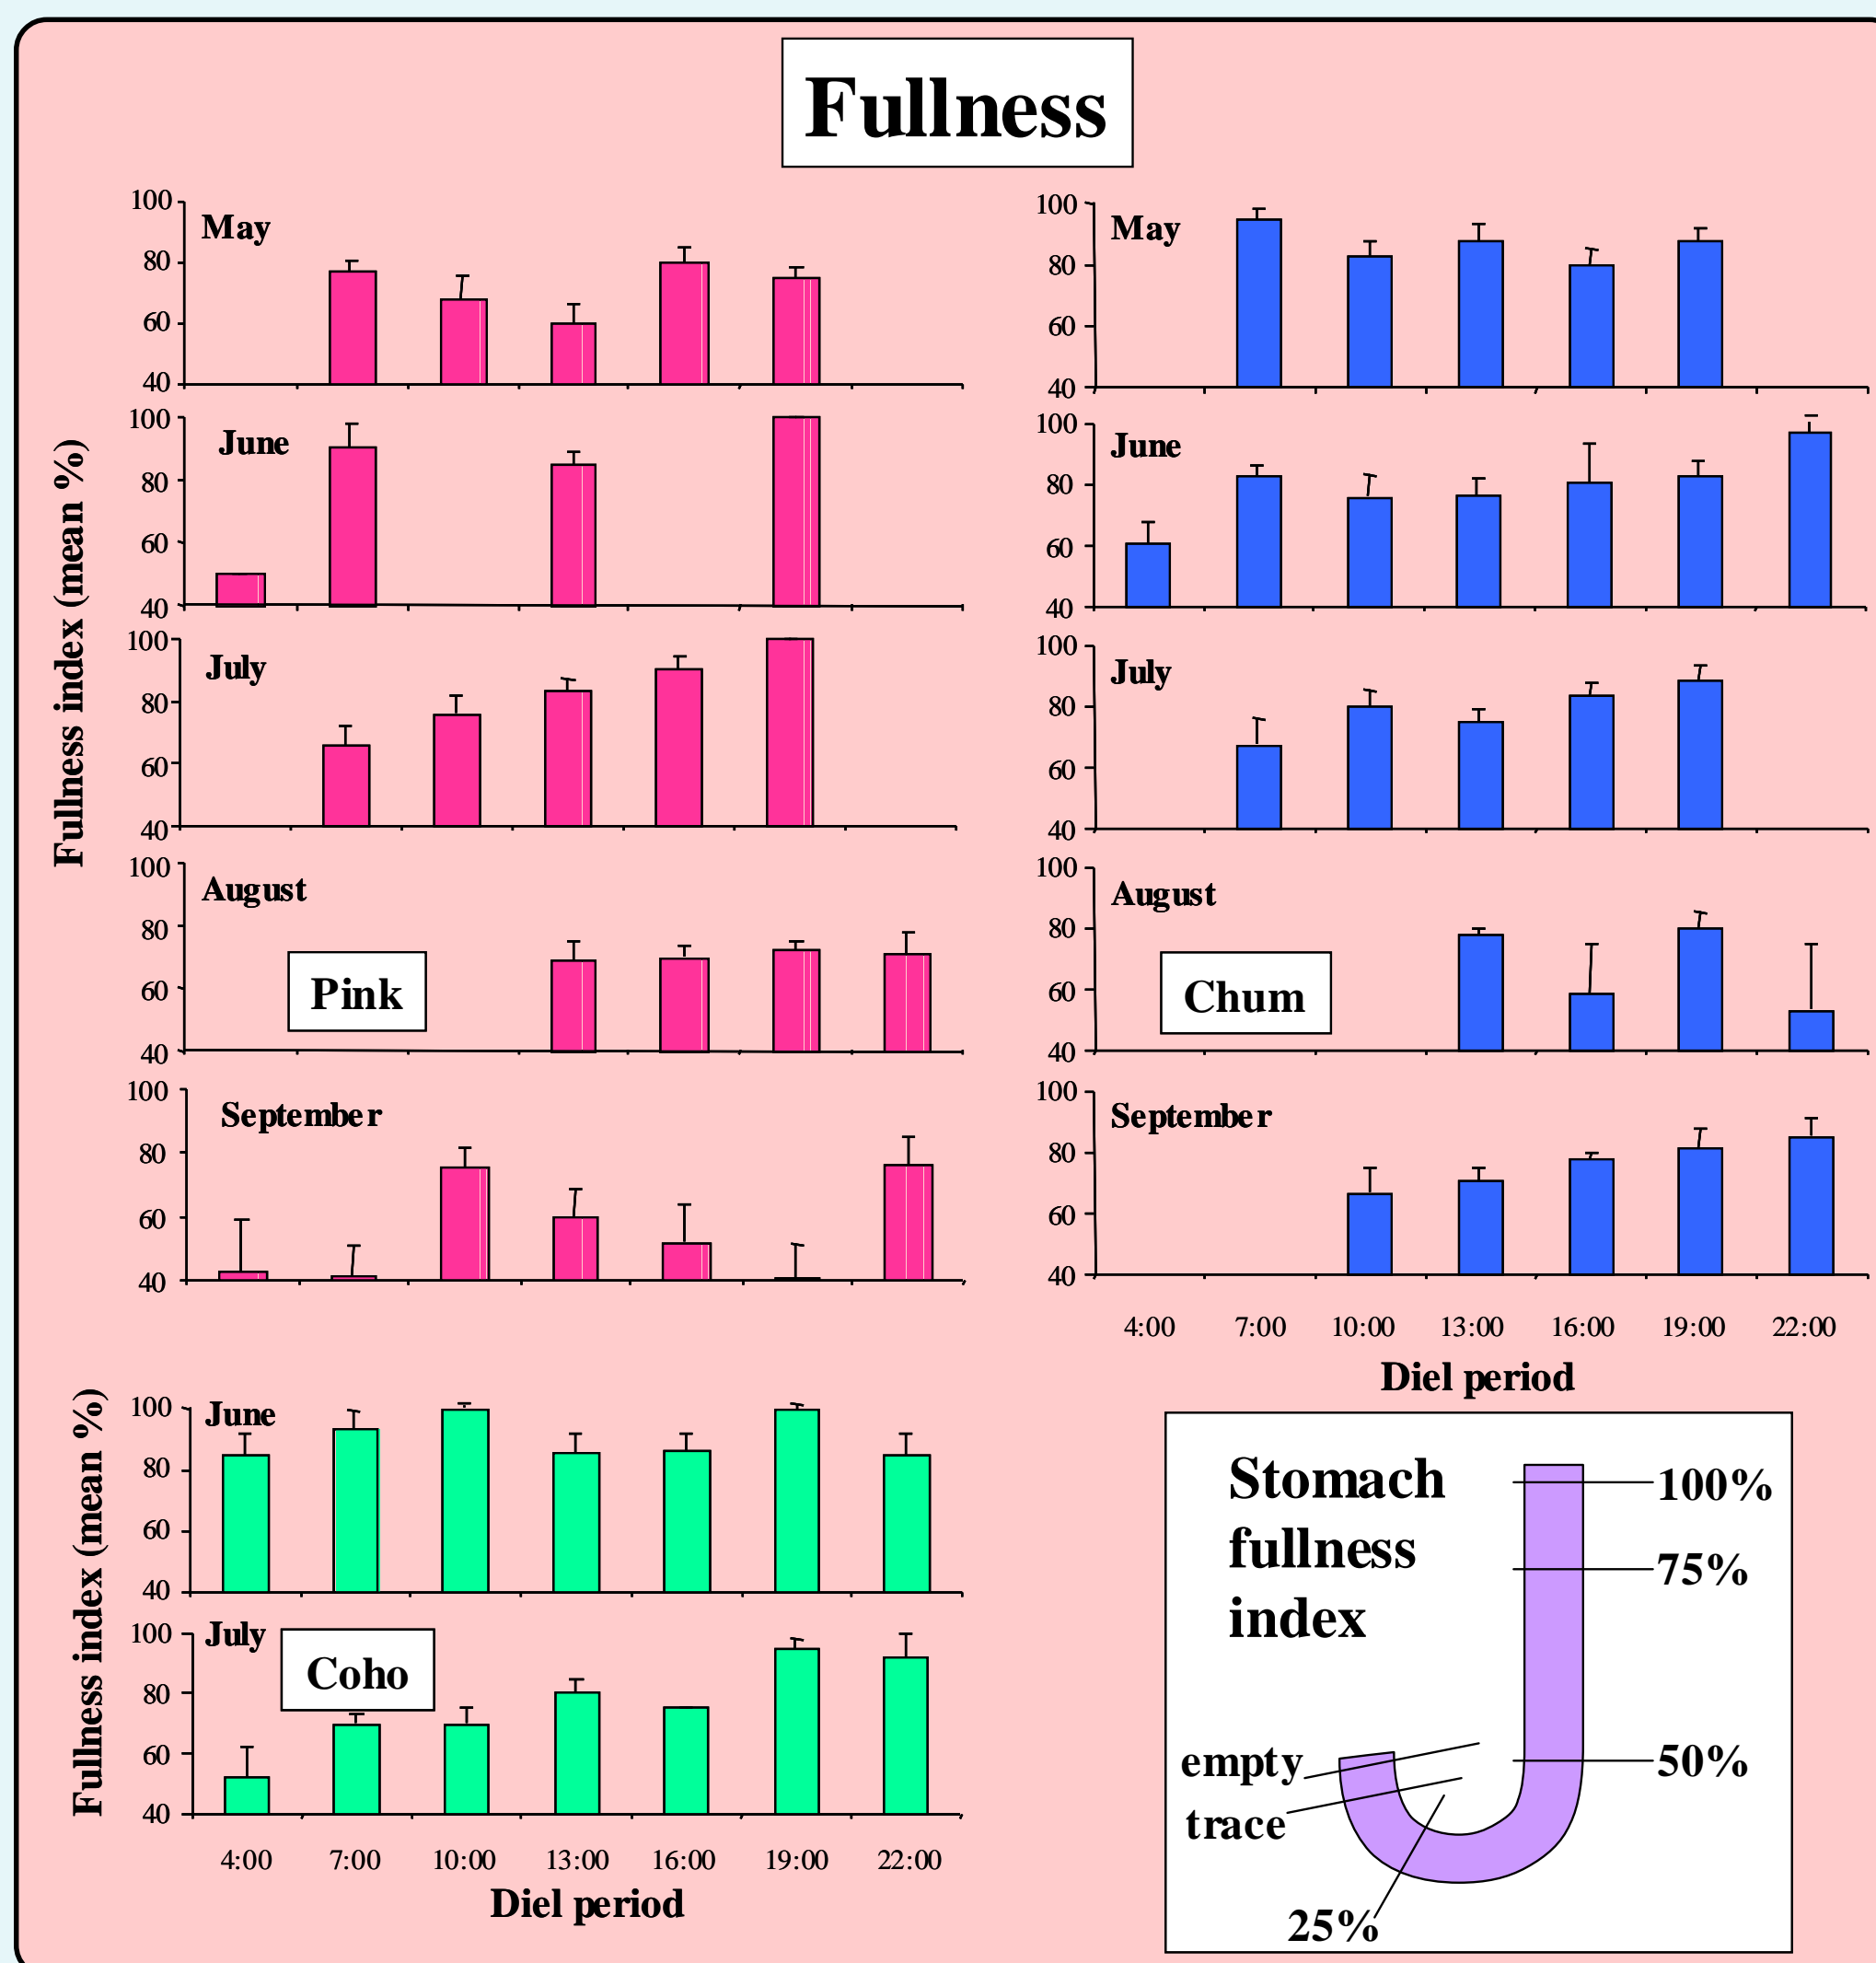 Fullness
Fullness index (mean %)
100
May
80
60
40
100
June
80
60
40
100
July
80
60
40
100
August
80
Pink
60
40
100
September
80
60
40
100
May
80
60
40
100
June
80
60
40
100
July
80
60
40
100
August
80
Chum
60
40
100
September
80
60
40
4:00 7:00 10:00 13:00 16:00 19:00 22:00
Diel period
Fullness index (mean %)
100
June
80
60
40
100
July
Coho
80
60
40
4:00 7:00 10:00 13:00 16:00 19:00 22:00
Diel period
Stomach
fullness
index
100%
75%
50%
empty
trace
25%